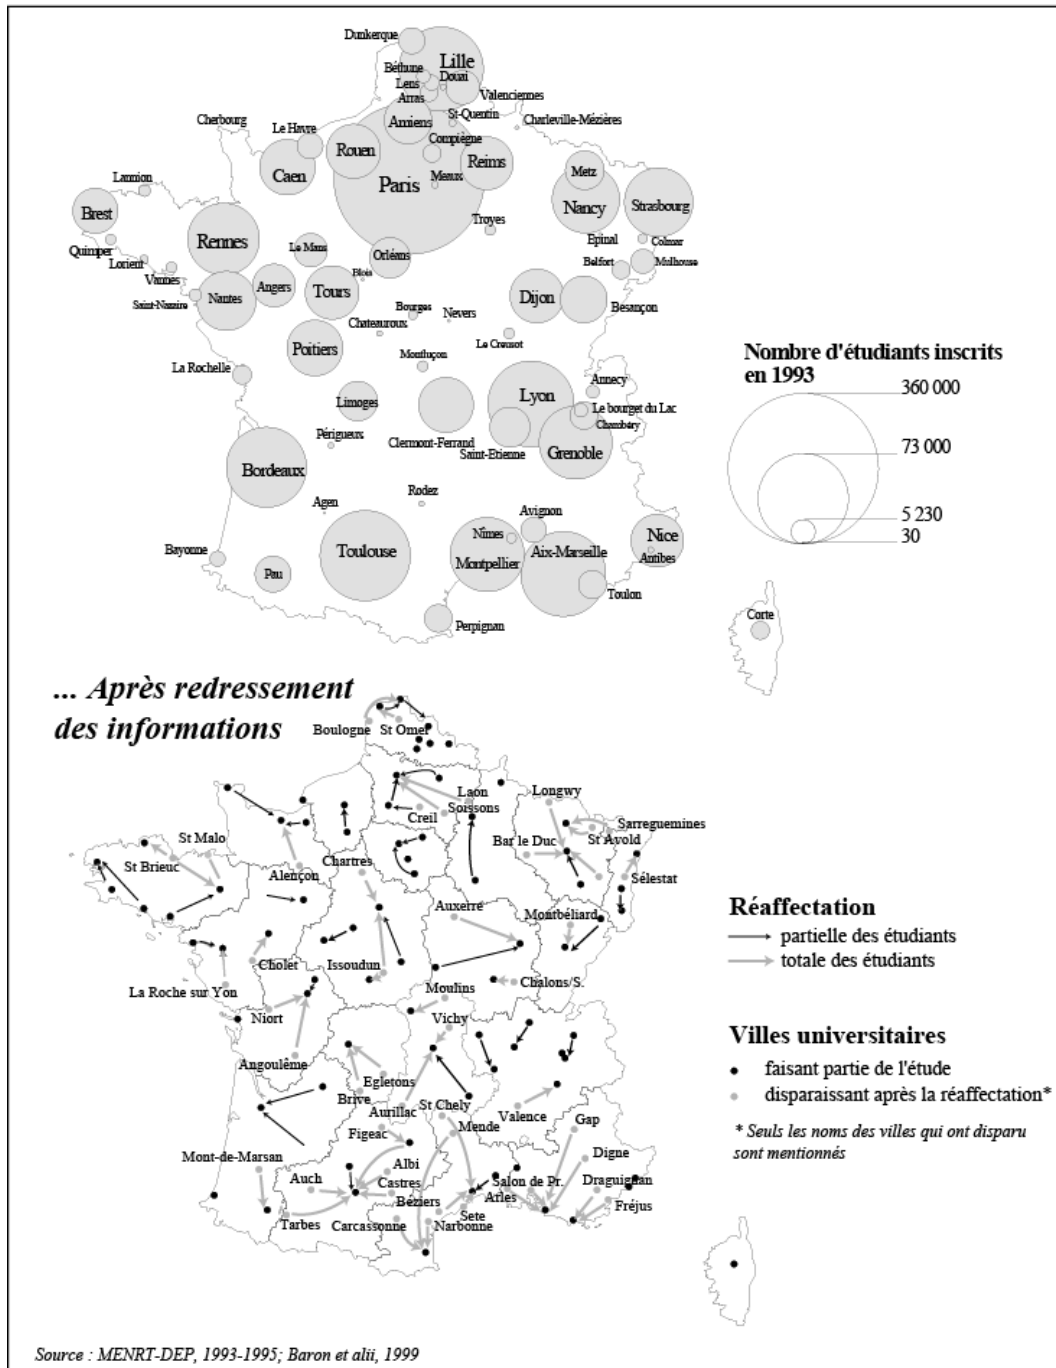 Dunkerque
Lille
Béthune
Douai
Lens
Valenciennes
Arras
St-Quentin
Amiens
Charleville-Mézières
Cherbourg
Le Havre
Compiègne
Rouen
Reims
Caen
Paris
Meaux
Metz
Lannion
Nancy
Strasbourg
Brest
Troyes
Rennes
Epinal
Colmar
Quimper
Le Mans
Orléans
Belfort
Mulhouse
Lorient
Vannes
Blois
Angers
Tours
Saint-Nazaire
Nantes
Dijon
Besançon
Bourges
Nevers
Chateauroux
Le Creusot
Poitiers
Montluçon
La Rochelle
Annecy
Lyon
Limoges
Le bourget du Lac
Chambéry
Périgueux
Clermont-Ferrand
Saint-Etienne
Grenoble
Bordeaux
Rodez
Agen
Avignon
Nîmes
Nice
Bayonne
Toulouse
Aix-Marseille
Antibes
Montpellier
Pau
Toulon
Perpignan
Corte
Nombre d'étudiants inscrits
en 1993
360 000
73 000
5 230
30
... Après redressement
des informations
Boulogne
St Omer
Laon
Longwy
Soissons
Creil
Sarreguemines
St Malo
Bar le Duc
St Avold
St Brieuc
Chartres
Alençon
Sélestat
Auxerre
Montbéliard
Cholet
Issoudun
Moulins
Chalons/S.
La Roche sur Yon
Niort
Vichy
Angoulême
Egletons
Brive
Aurillac
St Chely
Valence
Gap
Figeac
Mende
Mont-de-Marsan
Digne
Albi
Salon de Pr.
Auch
Castres
Draguignan
Béziers
Arles
Fréjus
Tarbes
Carcassonne
Narbonne
Sete
Réaffectation
partielle des étudiants
totale des étudiants
Villes universitaires
faisant partie de l'étude
disparaissant après la réaffectation*
* Seuls les noms des villes qui ont disparu
sont mentionnés
Source : MENRT-DEP, 1993-1995; Baron et alii, 1999